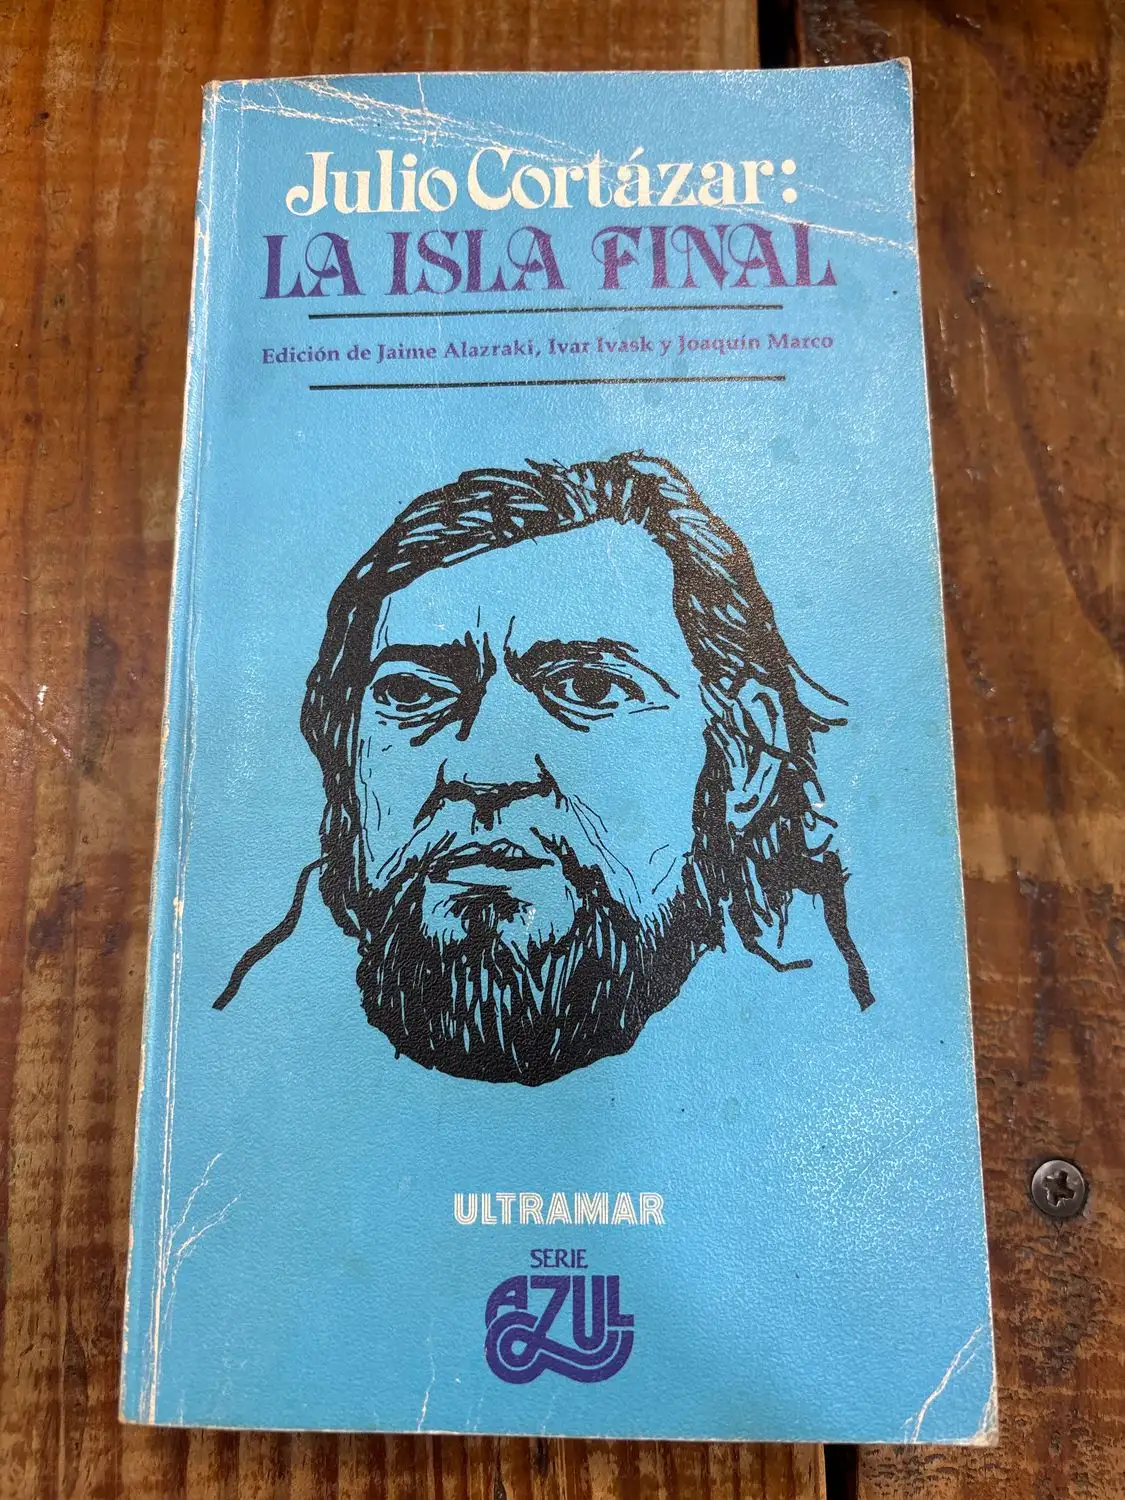 Julio Cortázar:
LA ISLA FINAL
Edición de Jaime Alazraki, Ivar Ivask y Joaquín Marco
ULTRAMAR
SERIE
AZUL